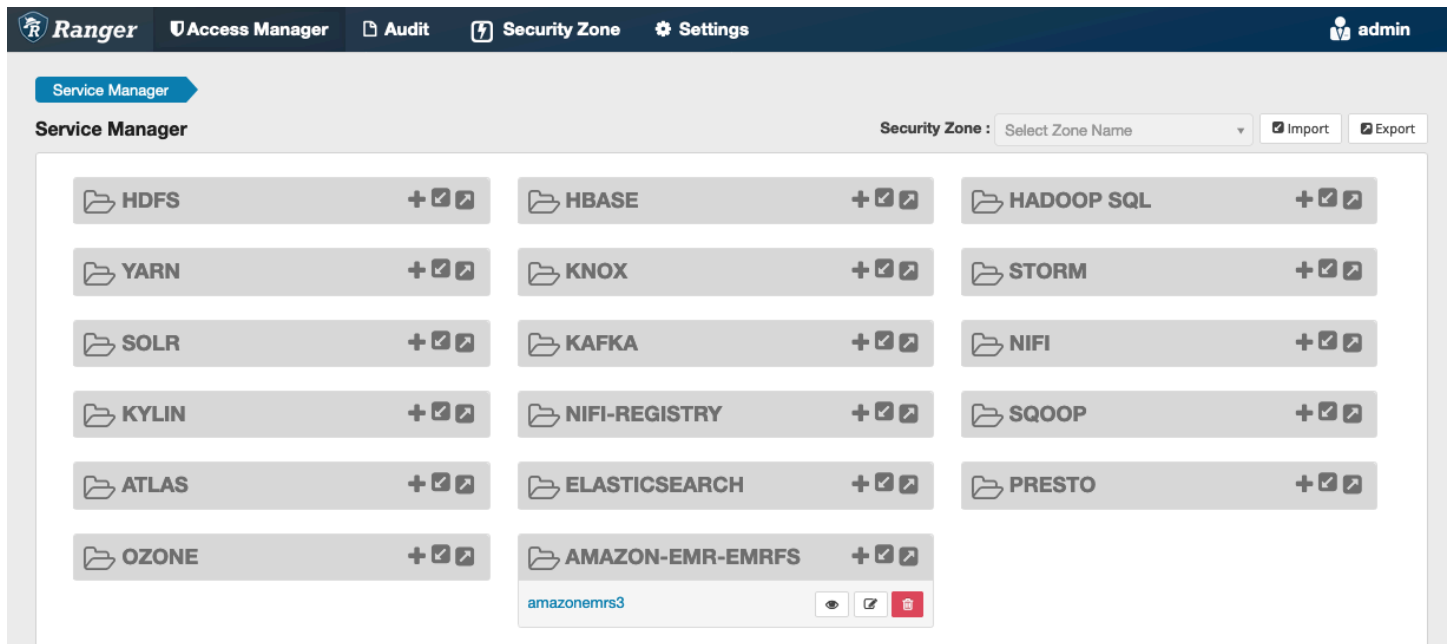 Ranger Access Manager Audit Security Zone Settings admin
Service Manager
Service Manager Security Zone : Select Zone Name Import Export
HDFS HBASE HADOOP SQL
YARN KNOX STORM
SOLR KAFKA NIFI
KYLIN NIFI-REGISTRY SQOOP
ATLAS ELASTICSEARCH PRESTO
OZONE AMAZON-EMR-EMRFS
amazonemrs3